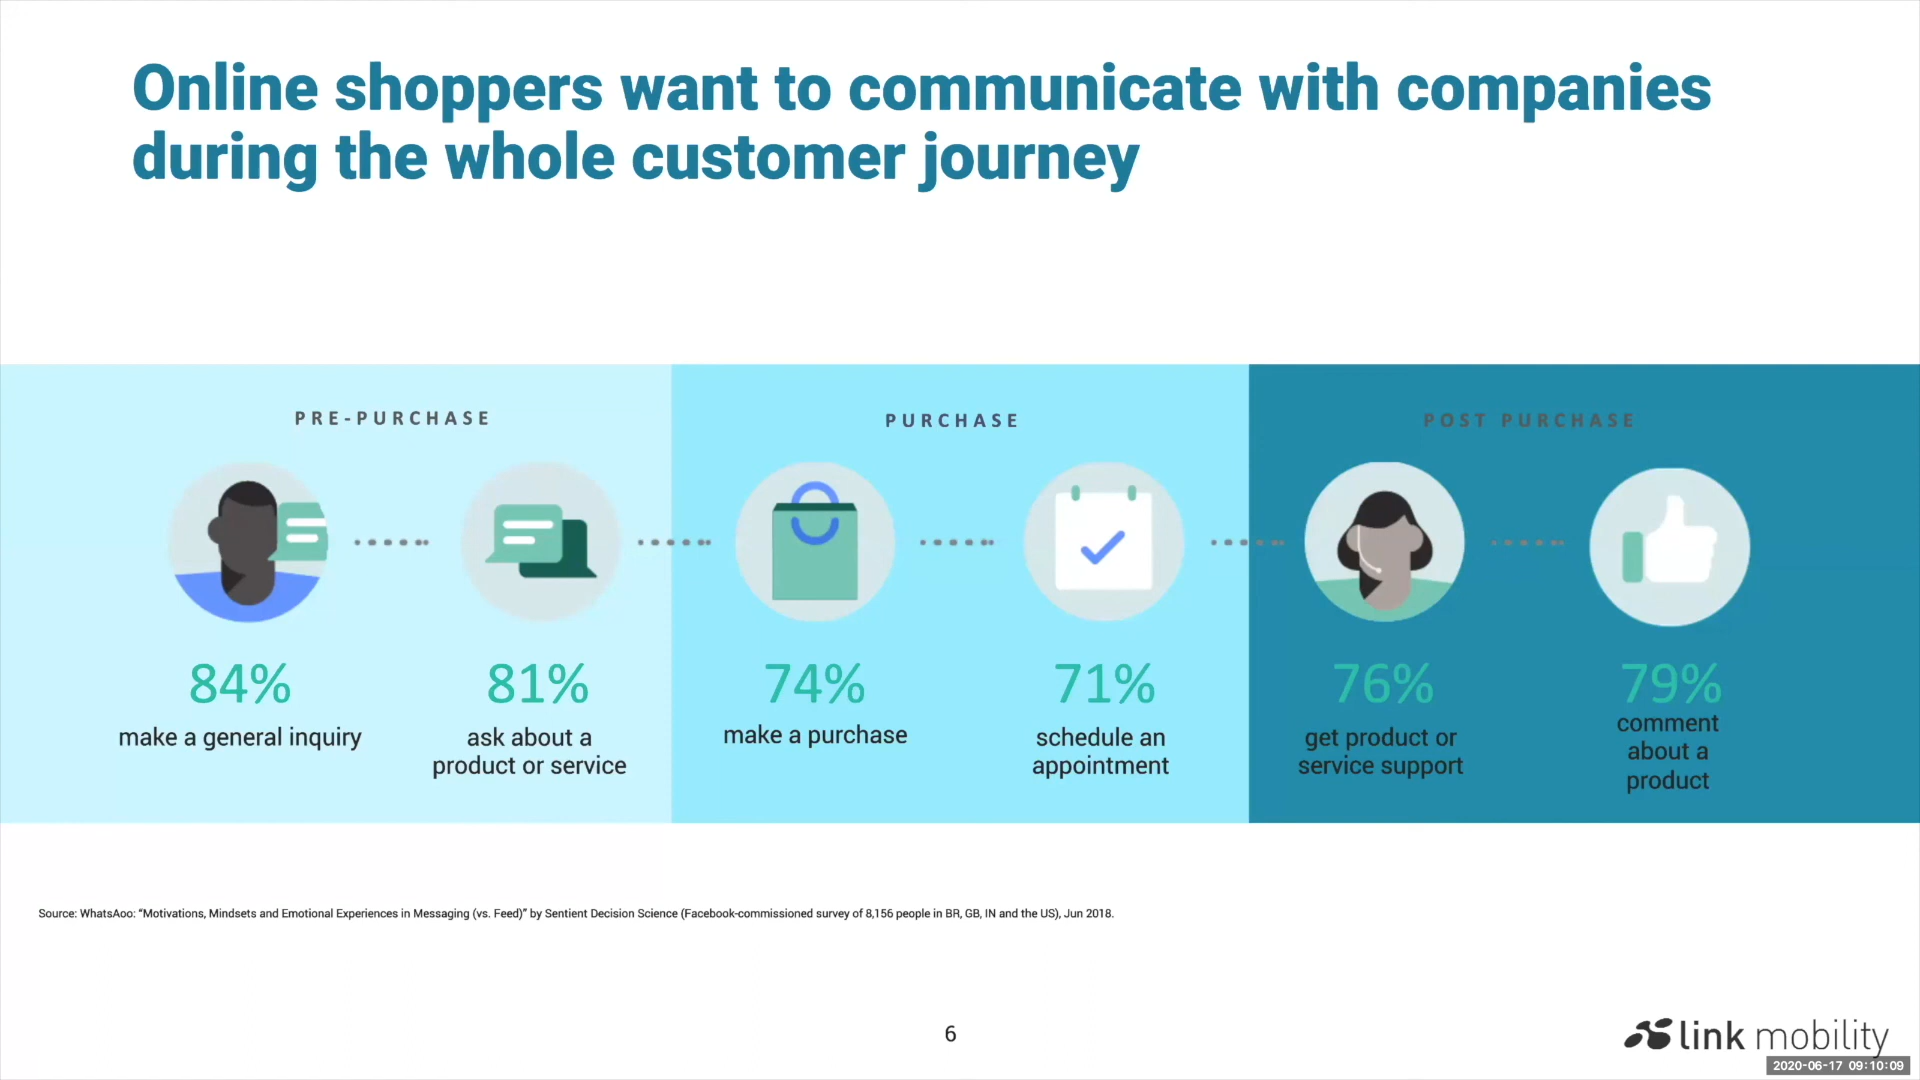 Online shoppers want to communicate with companies
during the whole customer journey
PRE-PURCHASE
84%
make a general inquiry
81%
ask about a
product or service
PURCHASE
74%
make a purchase
71%
schedule an
appointment
POST PURCHASE
76%
get product or
service support
79%
comment
about a
product
Source: WhatsAoo: “Motivations, Mindsets and Emotional Experiences in Messaging (vs. Feed)” by Sentient Decision Science (Facebook-commissioned survey of 8,156 people in BR, GB, IN and the US), Jun 2018.
6
link mobility
2020-06-17 09:10:09